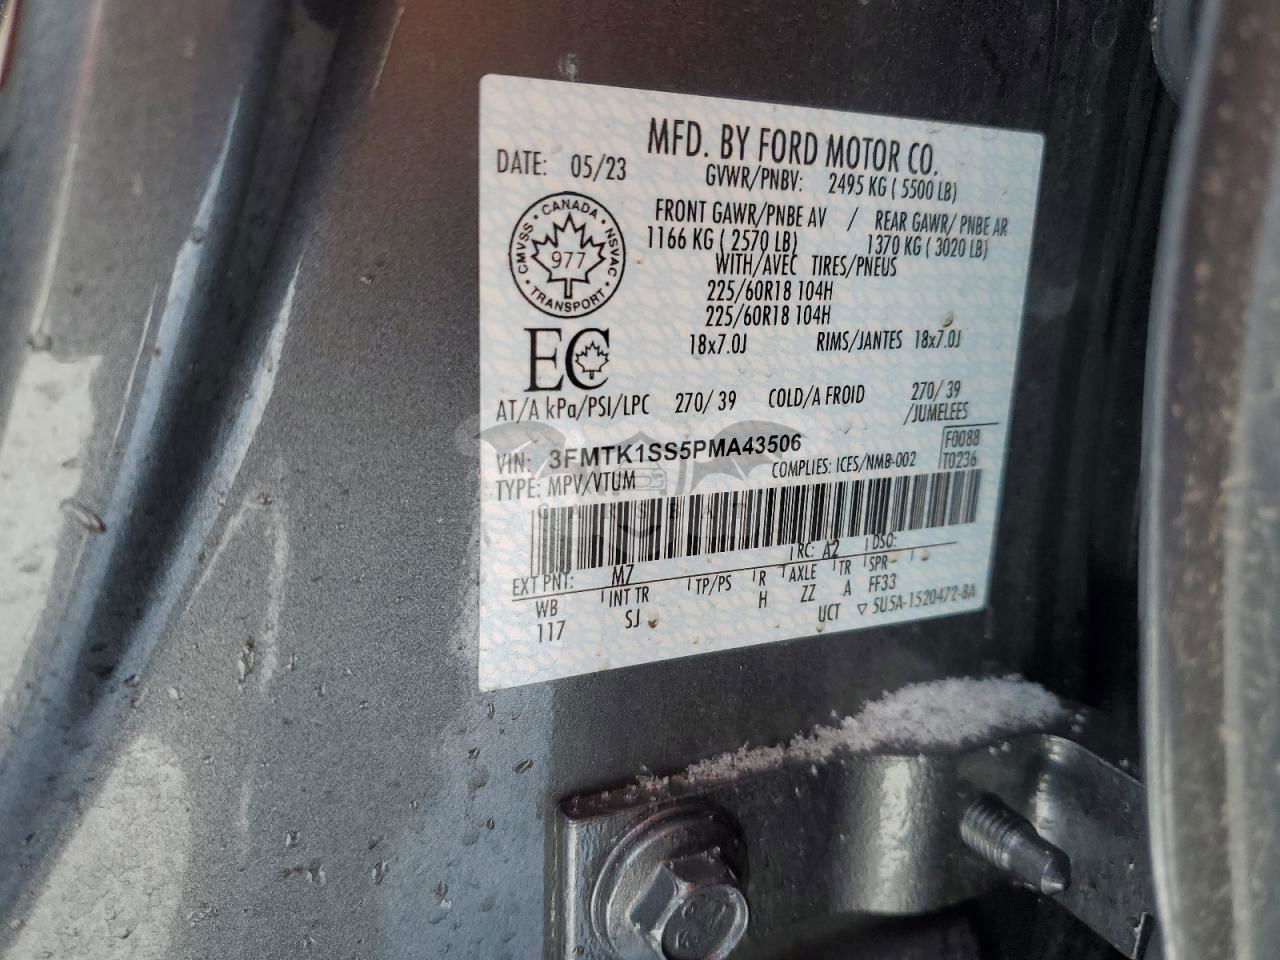 MFD. BY FORD MOTOR CO.
DATE: 05/23
GVWR/PNBV: 2495 KG ( 5500 LB)
FRONT GAWR/PNBE AV / REAR GAWR/ PNBE AR
1166 KG ( 2570 LB) 1370 KG ( 3020 LB)
WITH/AVEC TIRES/PNEUS
225/60R18 104H
225/60R18 104H
18x7.0J RIMS/JANTES 18x7.0J
CANADA
CMVSS
NSVAC
977
TRANSPORT
EC
AT/A kPa/PSI/LPC 270/ 39 COLD/A FROID 270/ 39
/JUMELEES
VIN: 3FMTK1SS5PMA43506
F0088
TYPE: MPV/VTUM COMPLIES: ICES/NMB-002 T0236
EXT PNT: M7 RC: A2 DSO:
WB INT TR TP/PS R AXLE TR SPR
117 SJ H ZZ A FF33
UCT ▽ 5U5A-1520472-BA